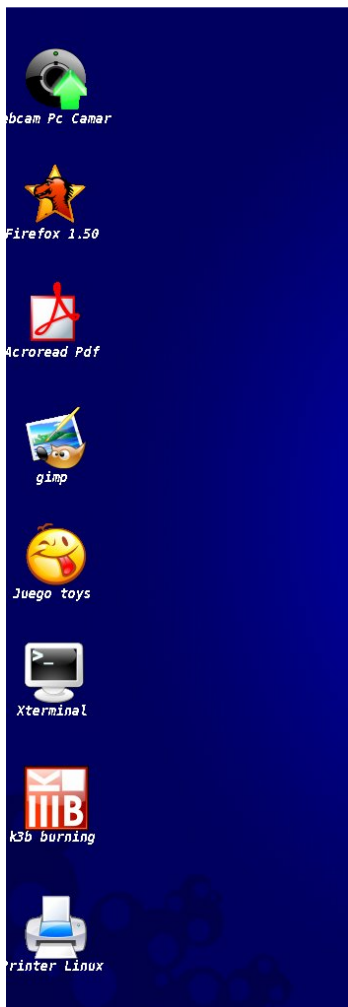 ebcam Pc Camar
Firefox 1.50
Acroread Pdf
gimp
Juego toys
>_
Xterminal
K
B
k3b burning
Printer Linux